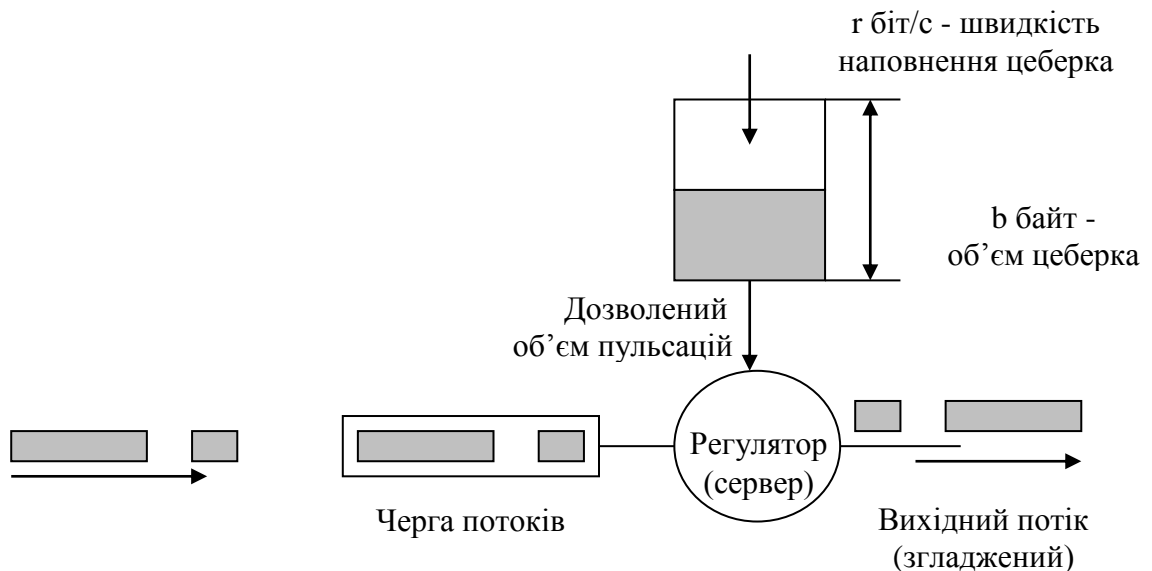 r біт/с - швидкість
наповнення цеберка
b байт -
об’єм цеберка
Дозволений
об’єм пульсацій
Регулятор
(сервер)
Черга потоків
Вихідний потік
(згладжений)